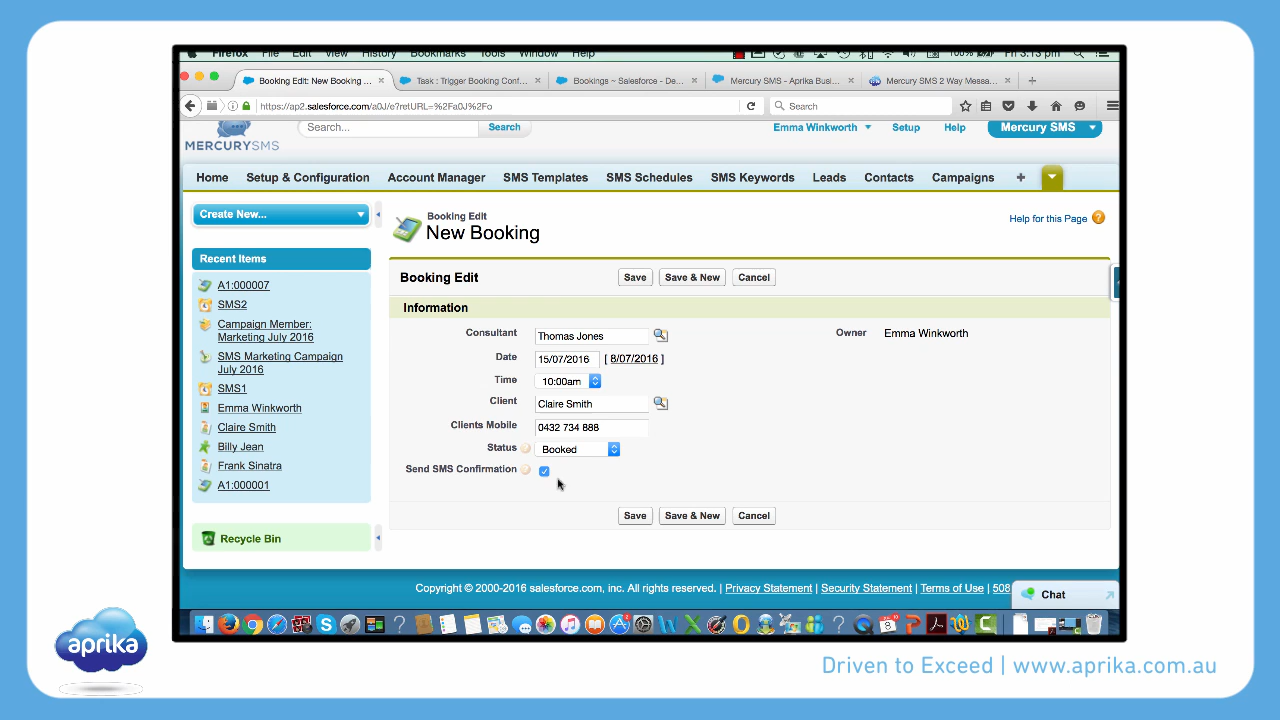 Firefox File Edit View History Bookmarks Tools Window Help 100% Fri 3:13 pm
Booking Edit: New Booking ... Task : Trigger Booking Conf... Bookings ~ Salesforce - De... Mercury SMS - Aprika Busi... Mercury SMS 2 Way Messa...
https://ap2.salesforce.com/a0J/e?retURL=%2Fa0J%2Fo Search
MERCURYSMS Search... Search Emma Winkworth Setup Help Mercury SMS
Home Setup & Configuration Account Manager SMS Templates SMS Schedules SMS Keywords Leads Contacts Campaigns +
Create New...
Booking Edit
New Booking
Help for this Page ?
Recent Items
A1:000007
SMS2
Campaign Member:
Marketing July 2016
SMS Marketing Campaign
July 2016
SMS1
Emma Winkworth
Claire Smith
Billy Jean
Frank Sinatra
A1:000001
Recycle Bin
Booking Edit Save Save & New Cancel
Information
Consultant Thomas Jones Owner Emma Winkworth
Date 15/07/2016 [ 8/07/2016 ]
Time 10:00am
Client Claire Smith
Clients Mobile 0432 734 888
Status Booked
Send SMS Confirmation
Save Save & New Cancel
Copyright © 2000-2016 salesforce.com, inc. All rights reserved. | Privacy Statement | Security Statement | Terms of Use | 508
Chat
aprika
Driven to Exceed | www.aprika.com.au